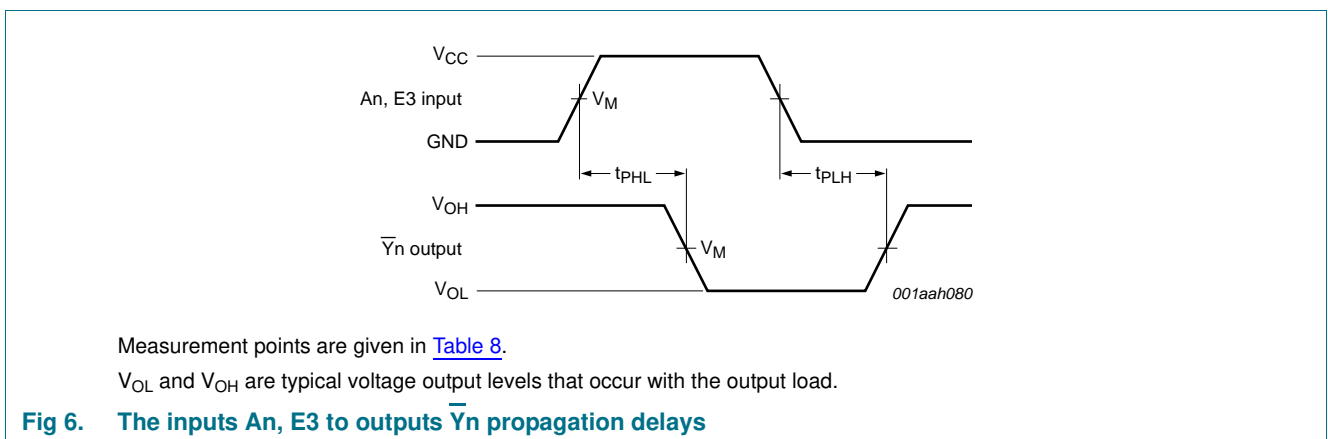 VCC
An, E3 input
VM
GND
tPHL
tPLH
VOH
Y̅n output
VM
VOL
001aah080
Measurement points are given in Table 8.
VOL and VOH are typical voltage output levels that occur with the output load.
Fig 6. The inputs An, E3 to outputs Y̅n propagation delays